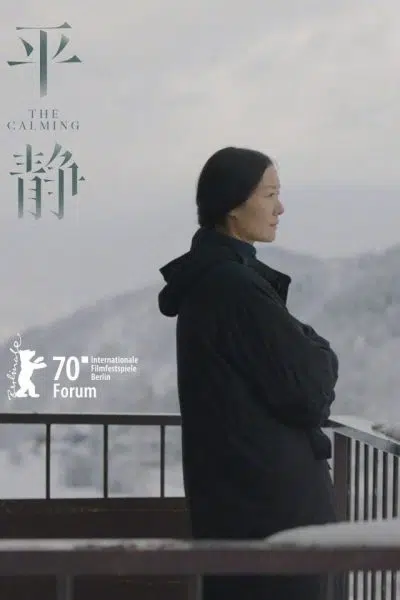 平
THE
CALMING
静
Berlinale
70
Internationale
Filmfestspiele
Berlin
Forum